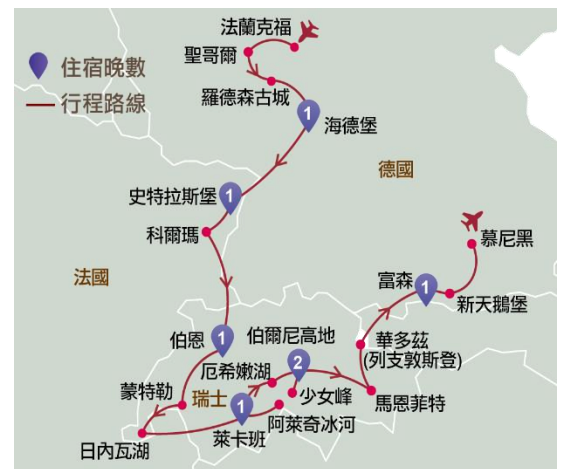 法蘭克福
聖哥爾
住宿晚數
行程路線
羅德森古城
1
海德堡
德國
史特拉斯堡
1
科爾瑪
慕尼黑
法國
富森
1
新天鵝堡
伯恩
1
伯爾尼高地
厄希嫩湖
2
華多茲
(列支敦斯登)
蒙特勒
瑞士
少女峰
馬恩菲特
1
阿萊奇冰河
萊卡班
日內瓦湖